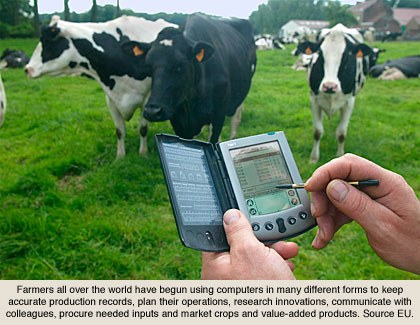 Farmers all over the world have begun using computers in many different forms to keep
accurate production records, plan their operations, research innovations, communicate with
colleagues, procure needed inputs and market crops and value-added products. Source EU.